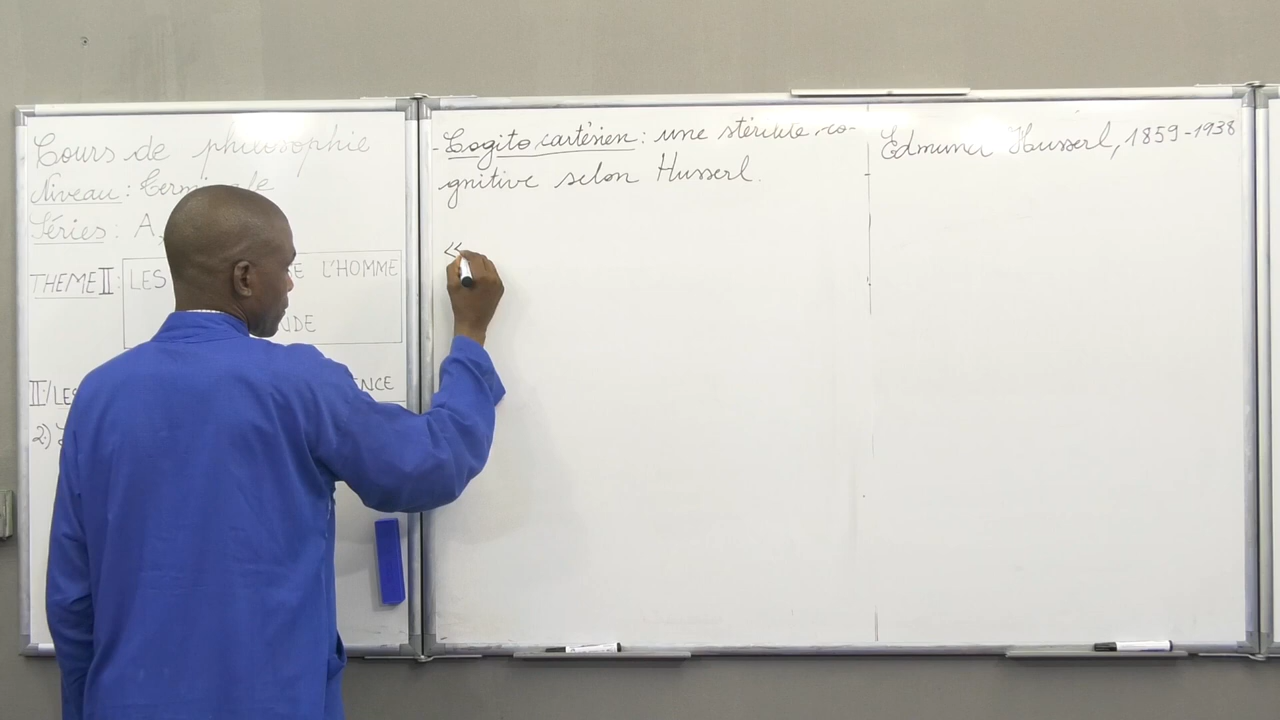 Cours de philosophie
Niveau : Terminale
Séries : A,
THEME II : LES E L'HOMME
NDE
II°/ LES ENCE
2.)
- Cogito cartésien : une stérilité co-
gnitive selon Husserl.
«
Edmund Husserl, 1859-1938